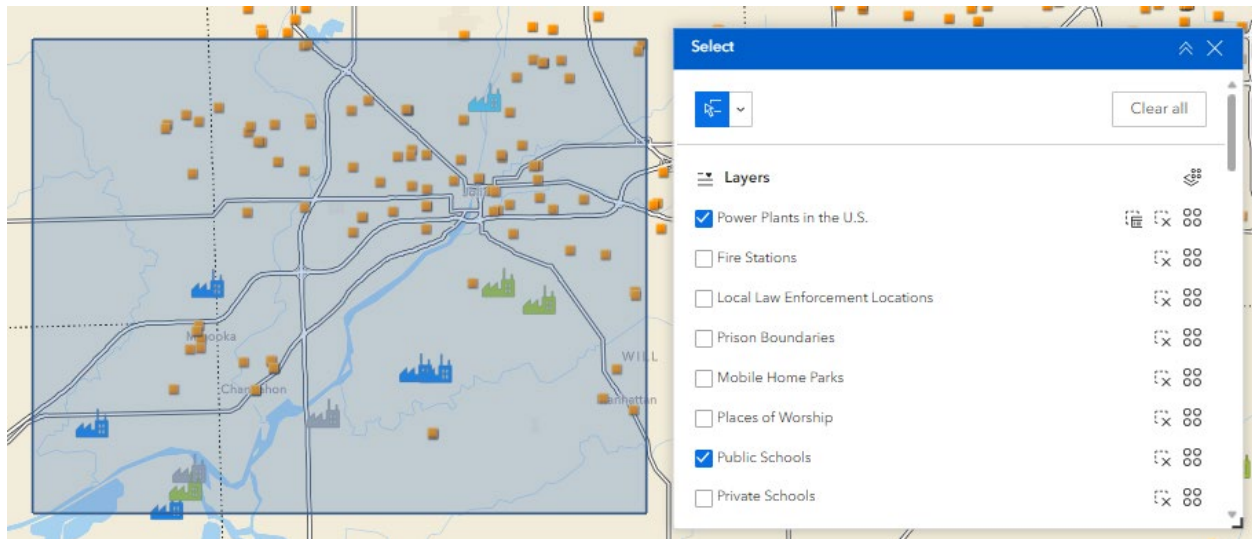 Select
Clear all
Layers
Power Plants in the U.S.
Fire Stations
Local Law Enforcement Locations
Prison Boundaries
Mobile Home Parks
Places of Worship
Public Schools
Private Schools
WILL